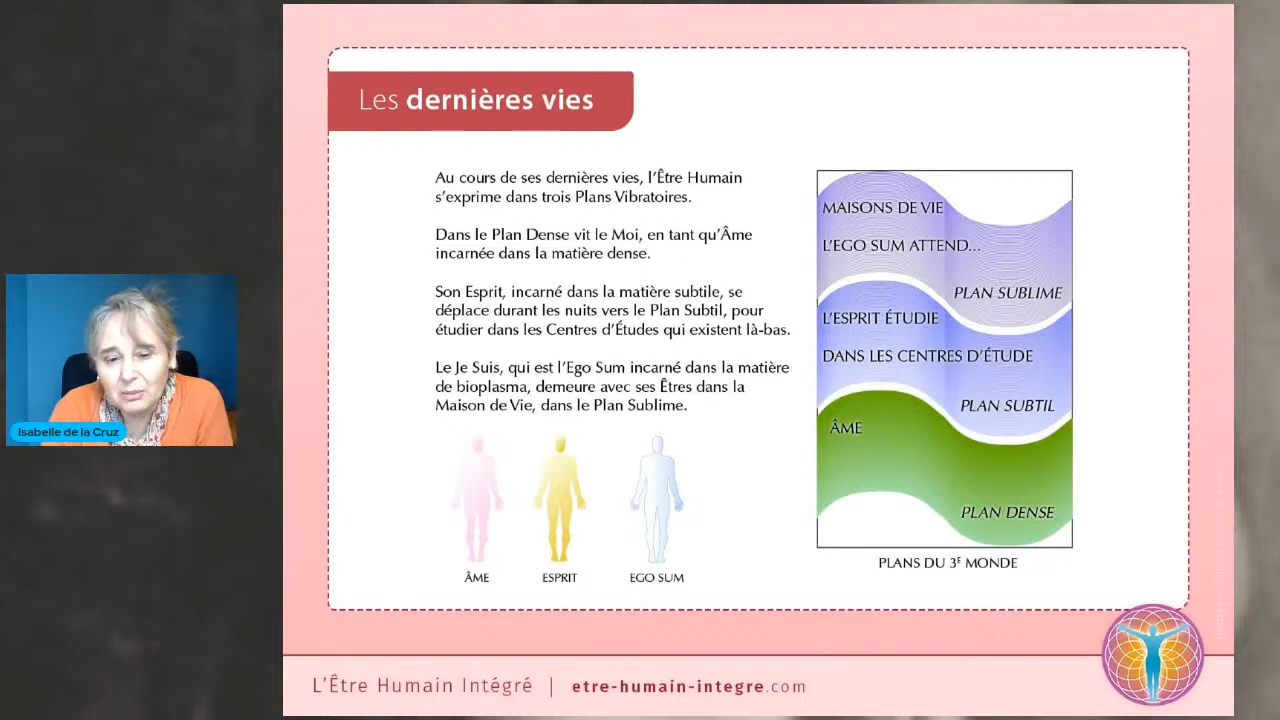 Les dernières vies
Au cours de ses dernières vies, l'Être Humain
s'exprime dans trois Plans Vibratoires.
Dans le Plan Dense vit le Moi, en tant qu'Âme
incarnée dans la matière dense.
Son Esprit, incarné dans la matière subtile, se
déplace durant les nuits vers le Plan Subtil, pour
étudier dans les Centres d'Études qui existent là-bas.
Le Je Suis, qui est l'Ego Sum incarné dans la matière
de bioplasma, demeure avec ses Êtres dans la
Maison de Vie, dans le Plan Sublime.
ÂME
ESPRIT
EGO SUM
MAISONS DE VIE
L'EGO SUM ATTEND...
PLAN SUBLIME
L'ESPRIT ÉTUDIE
DANS LES CENTRES D'ÉTUDE
PLAN SUBTIL
ÂME
PLAN DENSE
PLANS DU 3E MONDE
Isabelle de la Cruz
L'Être Humain Intégré | etre-humain-integre.com